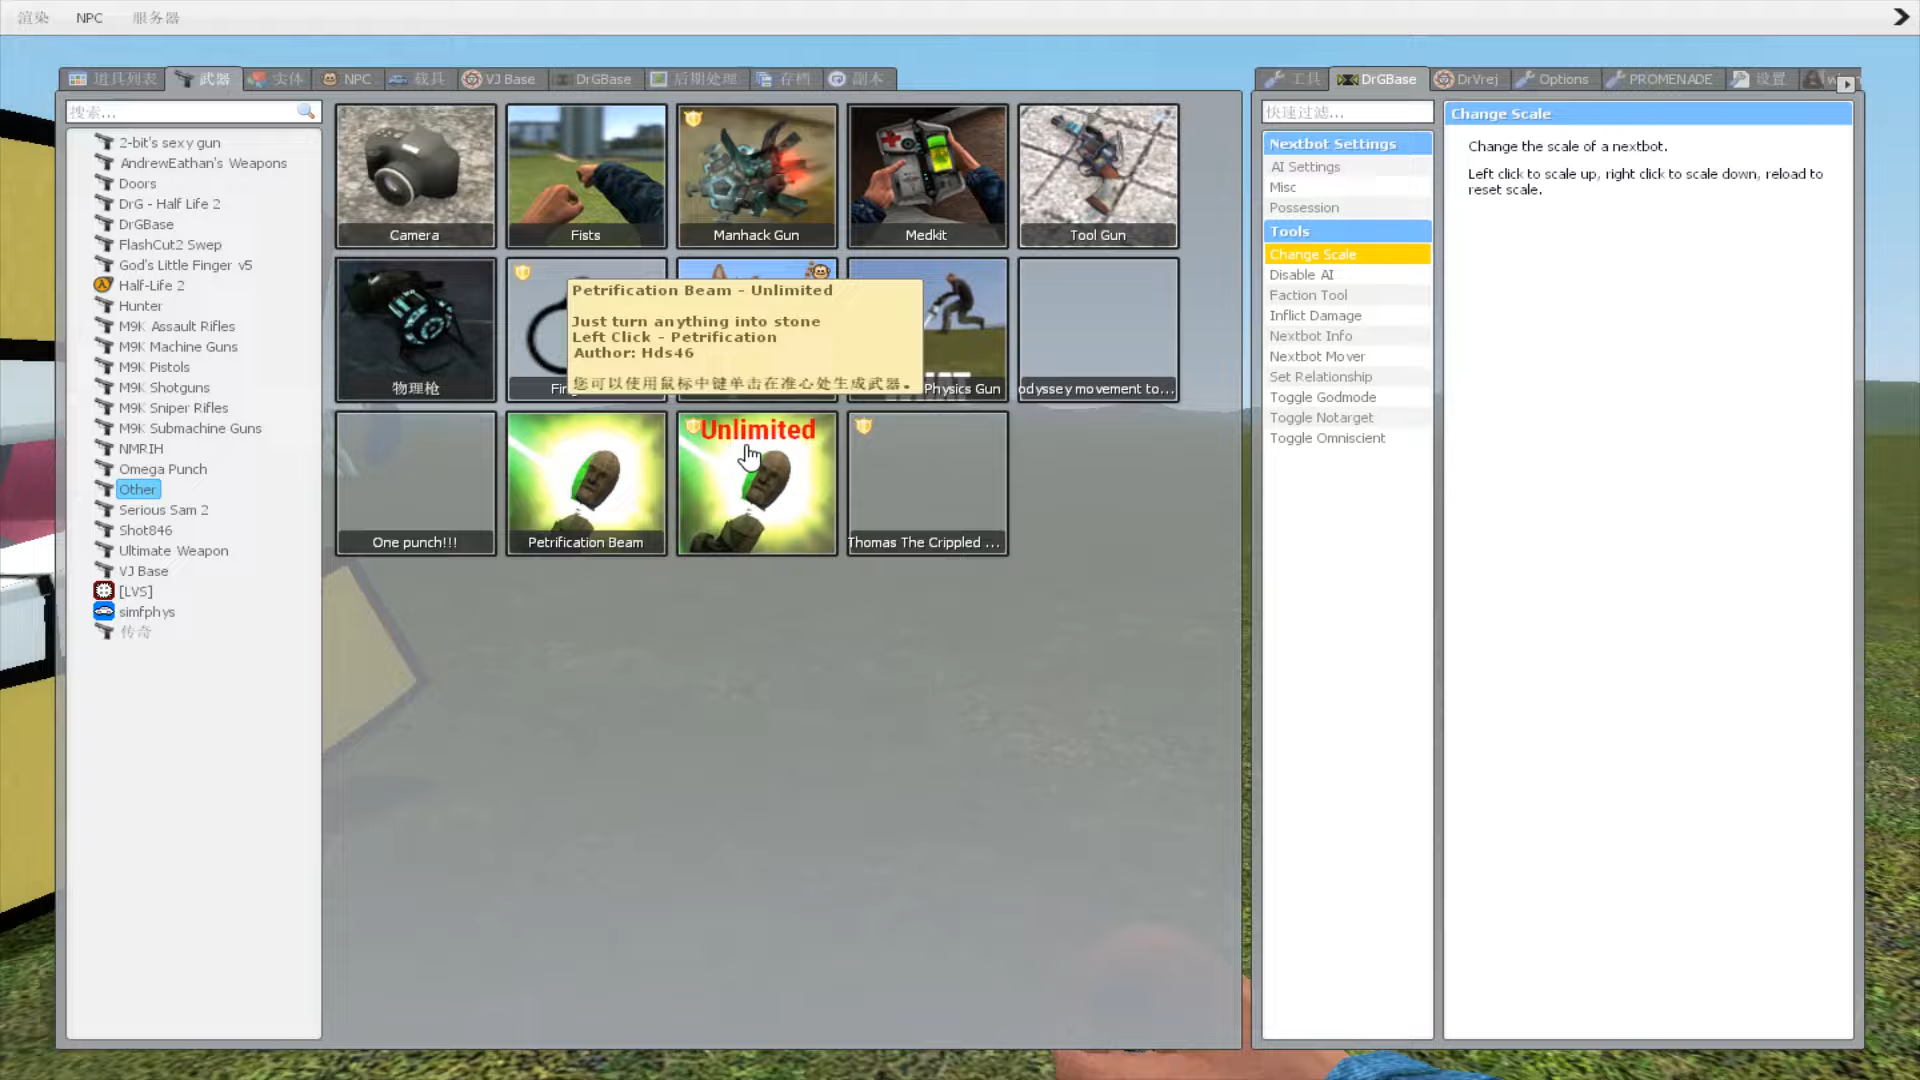 渲染 NPC 服务器
道具列表 武器 实体 NPC 载具 VJ Base DrGBase 后期处理 存档 副本
搜索...
2-bit's sexy gun
AndrewEathan's Weapons
Doors
DrG - Half Life 2
DrGBase
FlashCut2 Swep
God's Little Finger v5
Half-Life 2
Hunter
M9K Assault Rifles
M9K Machine Guns
M9K Pistols
M9K Shotguns
M9K Sniper Rifles
M9K Submachine Guns
NMRIH
Omega Punch
Other
Serious Sam 2
Shot846
Ultimate Weapon
VJ Base
[LVS]
simfphys
传奇
Camera Fists Manhack Gun Medkit Tool Gun
Petrification Beam - Unlimited
Just turn anything into stone
Left Click - Petrification
Author: Hds46
您可以使用鼠标中键单击在准心处生成武器。
物理枪 Physics Gun odyssey movement to...
Unlimited
One punch!!! Petrification Beam Thomas The Crippled ...
工具 DrGBase DrVrej Options PROMENADE 设置
快速过滤...
Nextbot Settings
AI Settings
Misc
Possession
Tools
Change Scale
Disable AI
Faction Tool
Inflict Damage
Nextbot Info
Nextbot Mover
Set Relationship
Toggle Godmode
Toggle Notarget
Toggle Omniscient
Change Scale
Change the scale of a nextbot.
Left click to scale up, right click to scale down, reload to
reset scale.